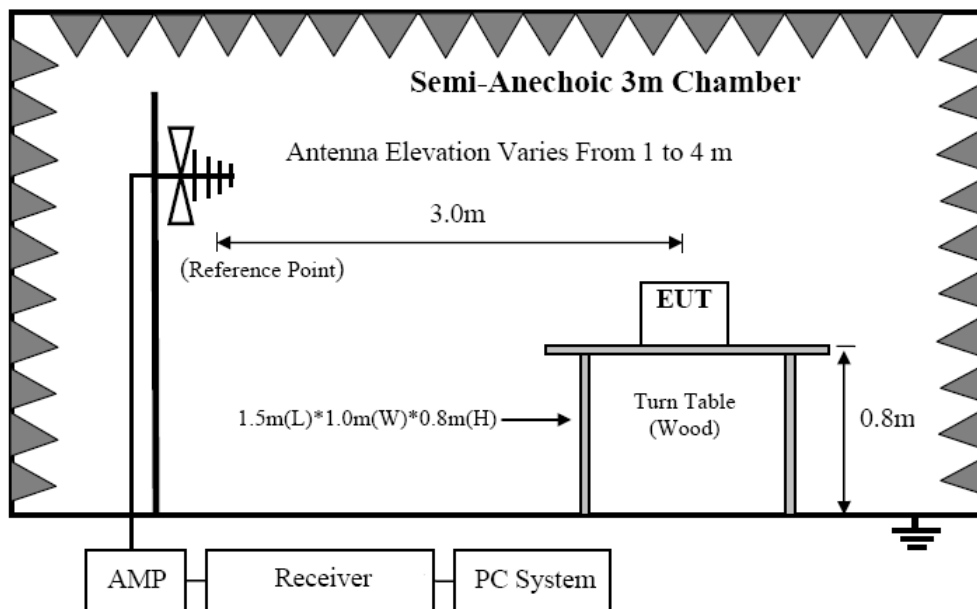 Semi-Anechoic 3m Chamber
Antenna Elevation Varies From 1 to 4 m
3.0m
(Reference Point)
EUT
1.5m(L)*1.0m(W)*0.8m(H)
Turn Table
(Wood)
0.8m
AMP
Receiver
PC System